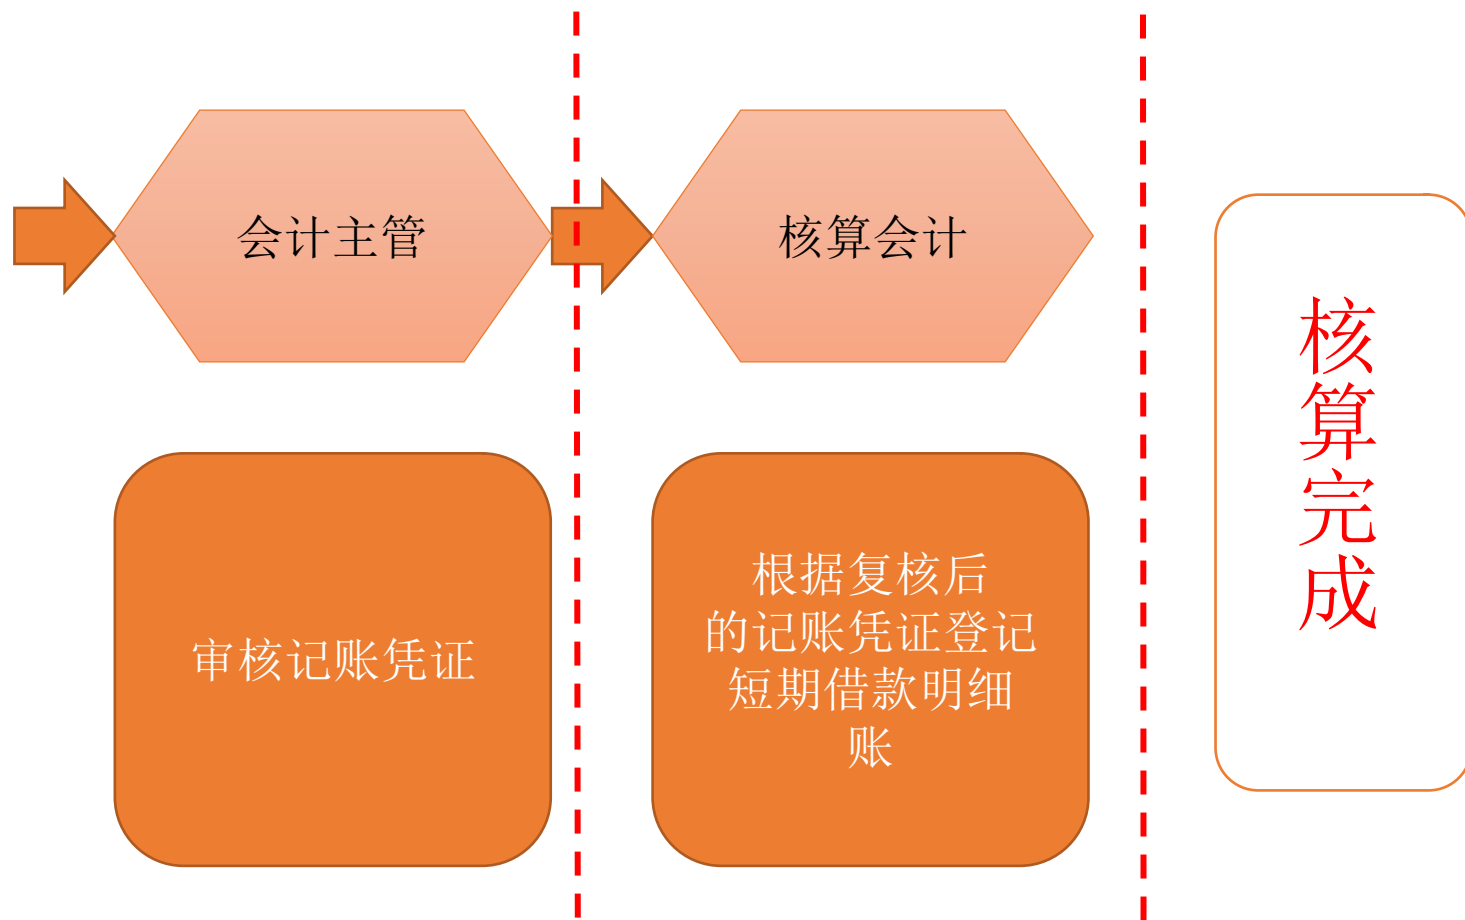 会计主管
核算会计
审核记账凭证
根据复核后
的记账凭证登记
短期借款明细
账
核算完成